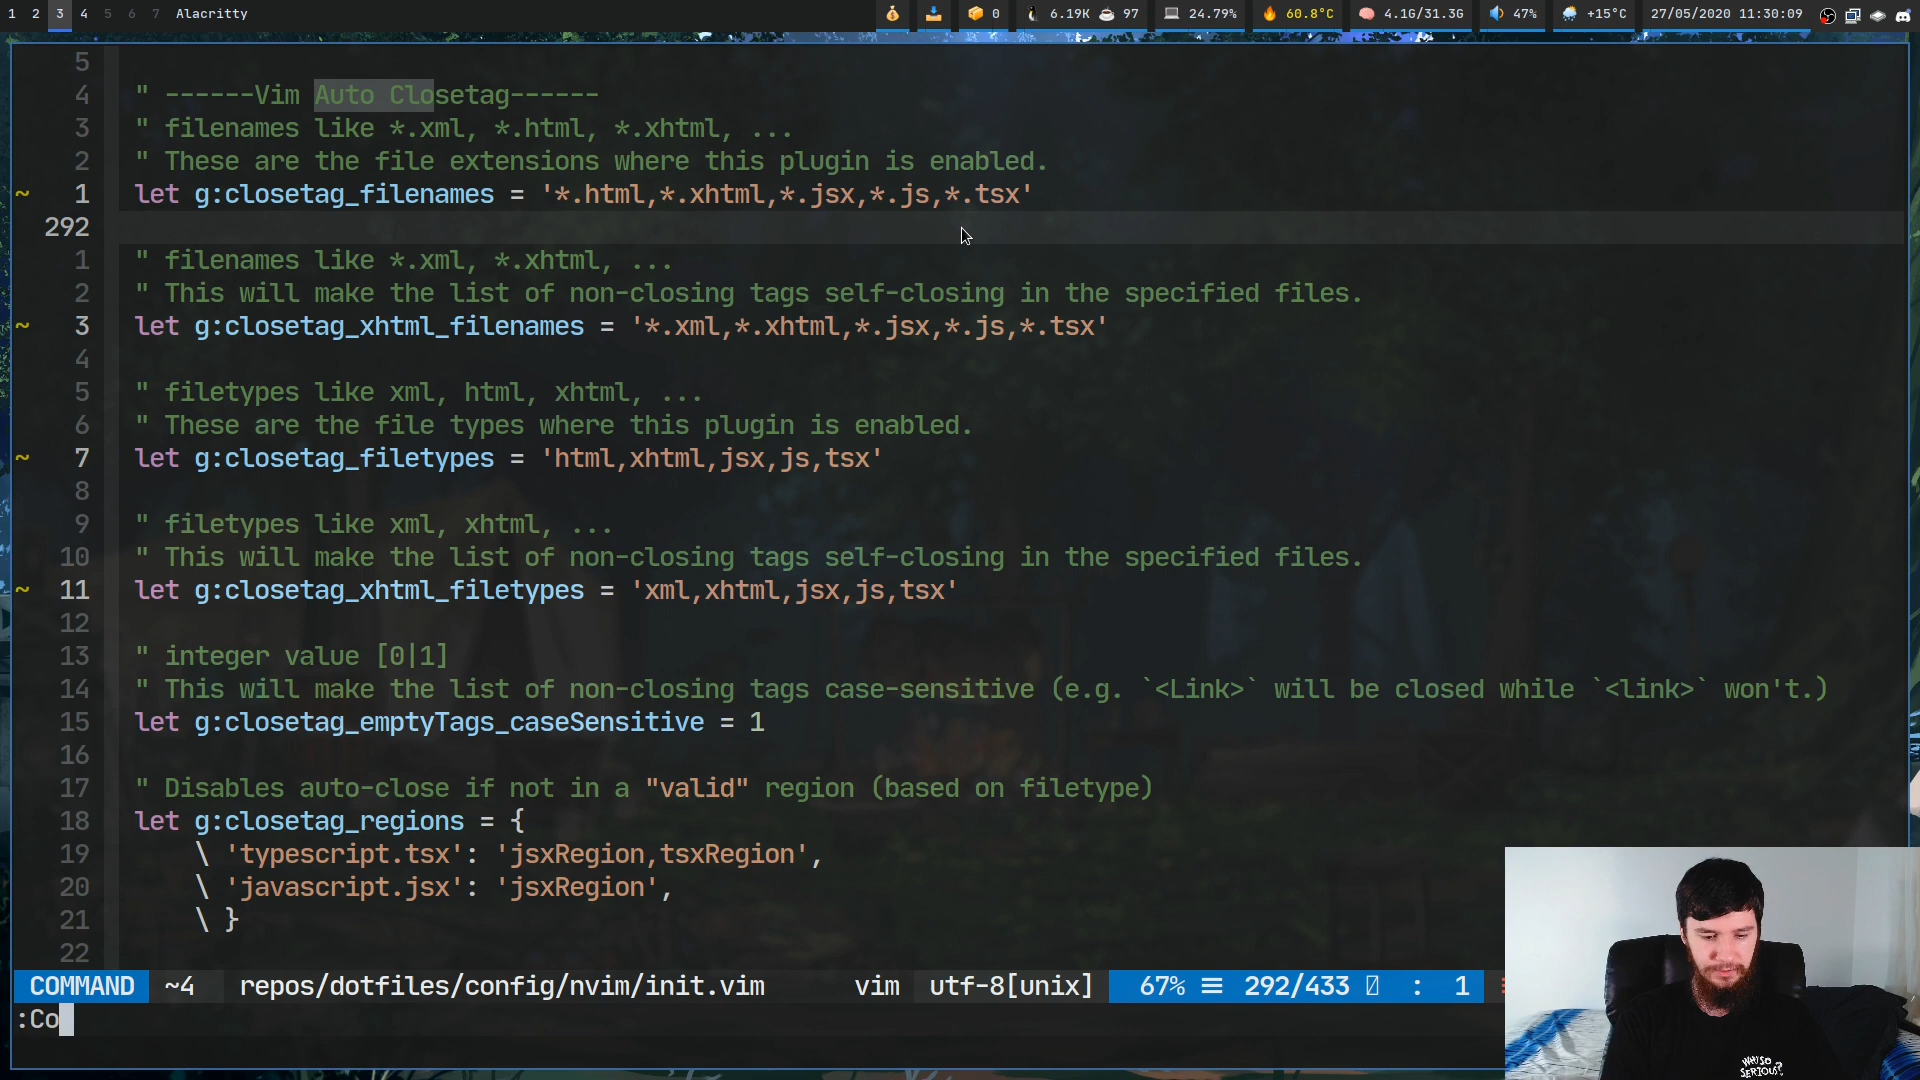 1 2 3 4 5 6 7 Alacritty 0 6.19K 97 24.79% 60.8°C 4.1G/31.3G 47% +15°C 27/05/2020 11:30:09
5
4 " ------Vim Auto Closetag------
3 " filenames like *.xml, *.html, *.xhtml, ...
2 " These are the file extensions where this plugin is enabled.
~ 1 let g:closetag_filenames = '*.html,*.xhtml,*.jsx,*.js,*.tsx'
292
1 " filenames like *.xml, *.xhtml, ...
2 " This will make the list of non-closing tags self-closing in the specified files.
~ 3 let g:closetag_xhtml_filenames = '*.xml,*.xhtml,*.jsx,*.js,*.tsx'
4
5 " filetypes like xml, html, xhtml, ...
6 " These are the file types where this plugin is enabled.
~ 7 let g:closetag_filetypes = 'html,xhtml,jsx,js,tsx'
8
9 " filetypes like xml, xhtml, ...
10 " This will make the list of non-closing tags self-closing in the specified files.
~ 11 let g:closetag_xhtml_filetypes = 'xml,xhtml,jsx,js,tsx'
12
13 " integer value [0|1]
14 " This will make the list of non-closing tags case-sensitive (e.g. `<Link>` will be closed while `<link>` won't.)
15 let g:closetag_emptyTags_caseSensitive = 1
16
17 " Disables auto-close if not in a "valid" region (based on filetype)
18 let g:closetag_regions = {
19 \ 'typescript.tsx': 'jsxRegion,tsxRegion',
20 \ 'javascript.jsx': 'jsxRegion',
21 \ }
22
COMMAND ~4 repos/dotfiles/config/nvim/init.vim vim utf-8[unix] 67% ☰ 292/433 : 1
:Co
WHY SO
SERIOUS?